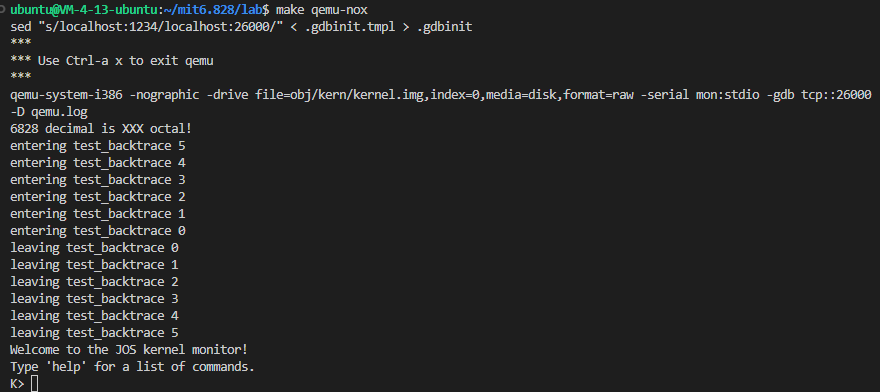 ubuntu@VM-4-13-ubuntu:~/mit6.828/lab$ make qemu-nox
sed "s/localhost:1234/localhost:26000/" < .gdbinit.tmpl > .gdbinit
***
*** Use Ctrl-a x to exit qemu
***
qemu-system-i386 -nographic -drive file=obj/kern/kernel.img,index=0,media=disk,format=raw -serial mon:stdio -gdb tcp::26000
-D qemu.log
6828 decimal is XXX octal!
entering test_backtrace 5
entering test_backtrace 4
entering test_backtrace 3
entering test_backtrace 2
entering test_backtrace 1
entering test_backtrace 0
leaving test_backtrace 0
leaving test_backtrace 1
leaving test_backtrace 2
leaving test_backtrace 3
leaving test_backtrace 4
leaving test_backtrace 5
Welcome to the JOS kernel monitor!
Type 'help' for a list of commands.
K>